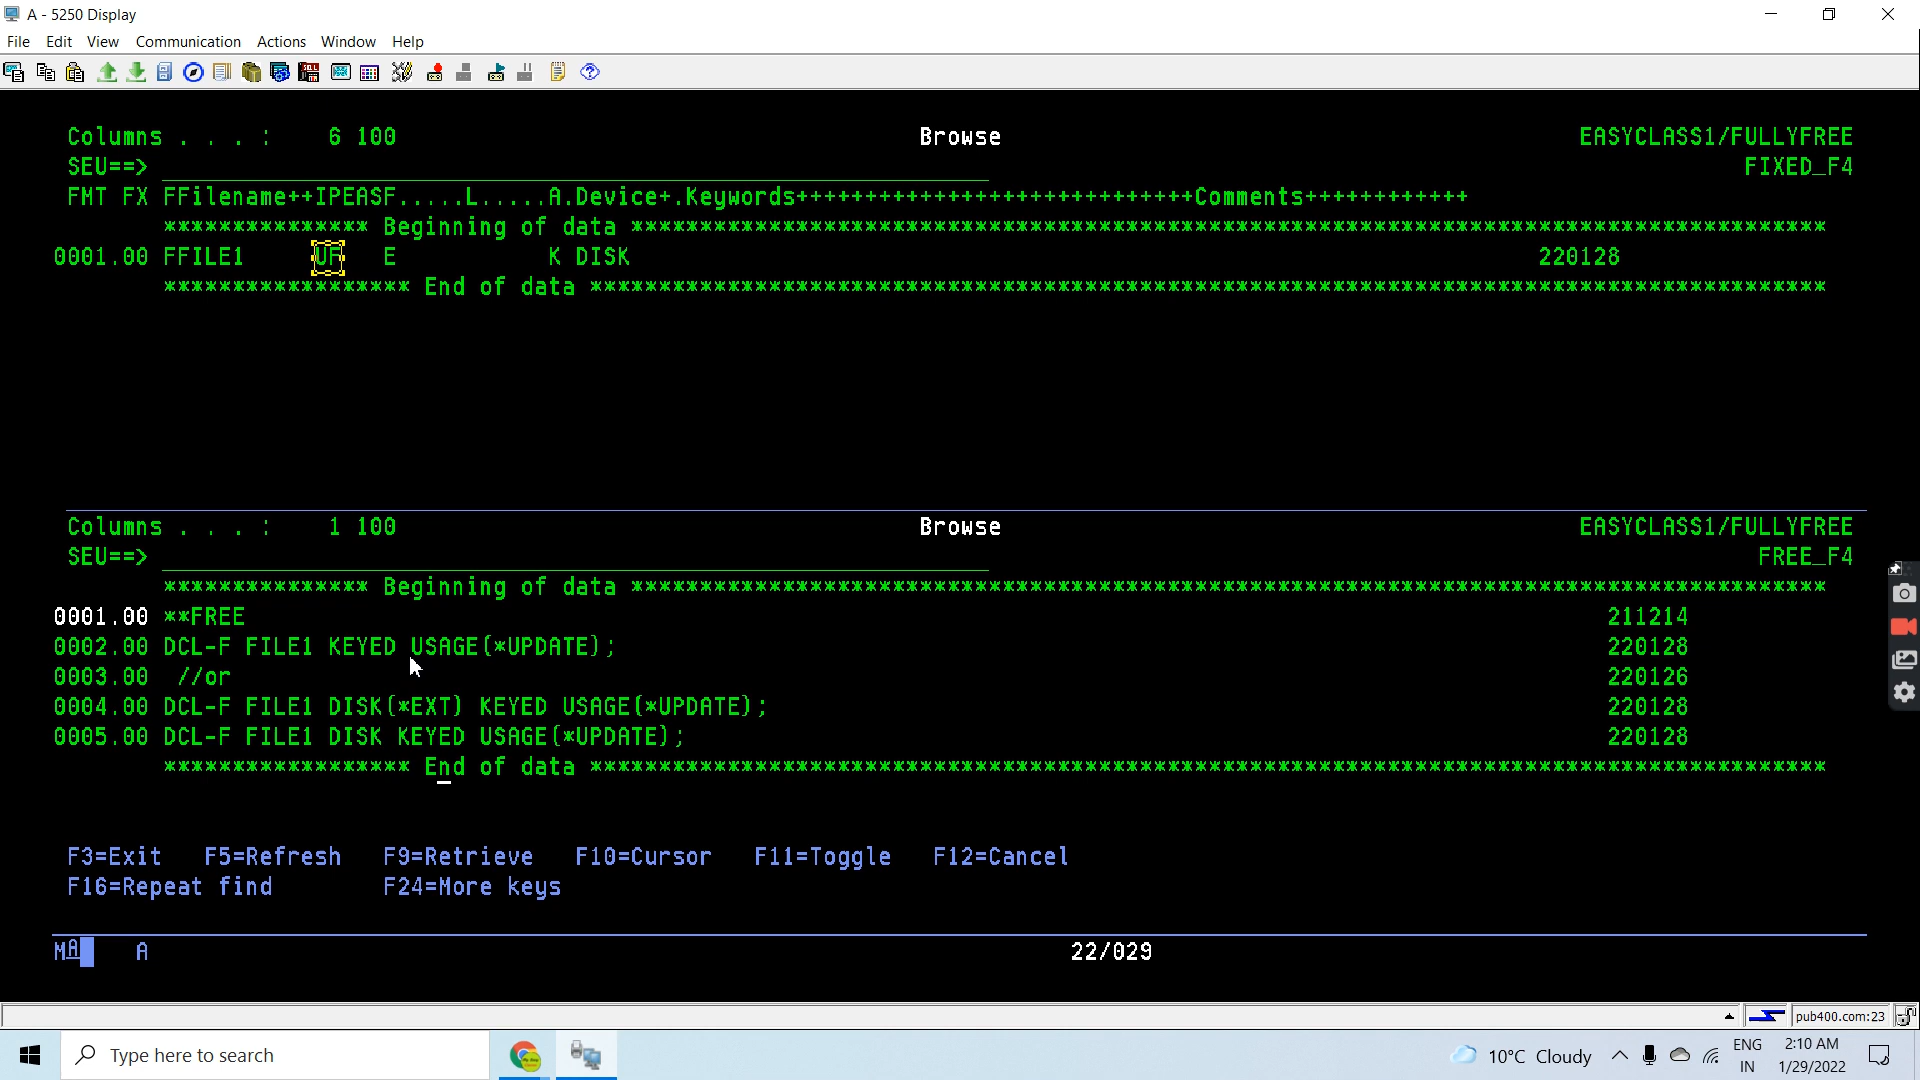 A - 5250 Display
File Edit View Communication Actions Window Help
Columns . . . : 6 100 Browse EASYCLASS1/FULLYFREE
SEU==> FIXED_F4
FMT FX FFilename++IPEASF.....L.....A.Device+.Keywords+++++++++++++++++++++++++++++Comments++++++++++++
*************** Beginning of data ***************************************************************************************
0001.00 FFILE1 UF E K DISK 220128
****************** End of data ******************************************************************************************
Columns . . . : 1 100 Browse EASYCLASS1/FULLYFREE
SEU==> FREE_F4
*************** Beginning of data ***************************************************************************************
0001.00 **FREE 211214
0002.00 DCL-F FILE1 KEYED USAGE(*UPDATE); 220128
0003.00 //or 220126
0004.00 DCL-F FILE1 DISK(*EXT) KEYED USAGE(*UPDATE); 220128
0005.00 DCL-F FILE1 DISK KEYED USAGE(*UPDATE); 220128
****************** End of data ******************************************************************************************
F3=Exit F5=Refresh F9=Retrieve F10=Cursor F11=Toggle F12=Cancel
F16=Repeat find F24=More keys
MA A 22/029
pub400.com:23
Type here to search 10°C Cloudy ENG 2:10 AM
IN 1/29/2022